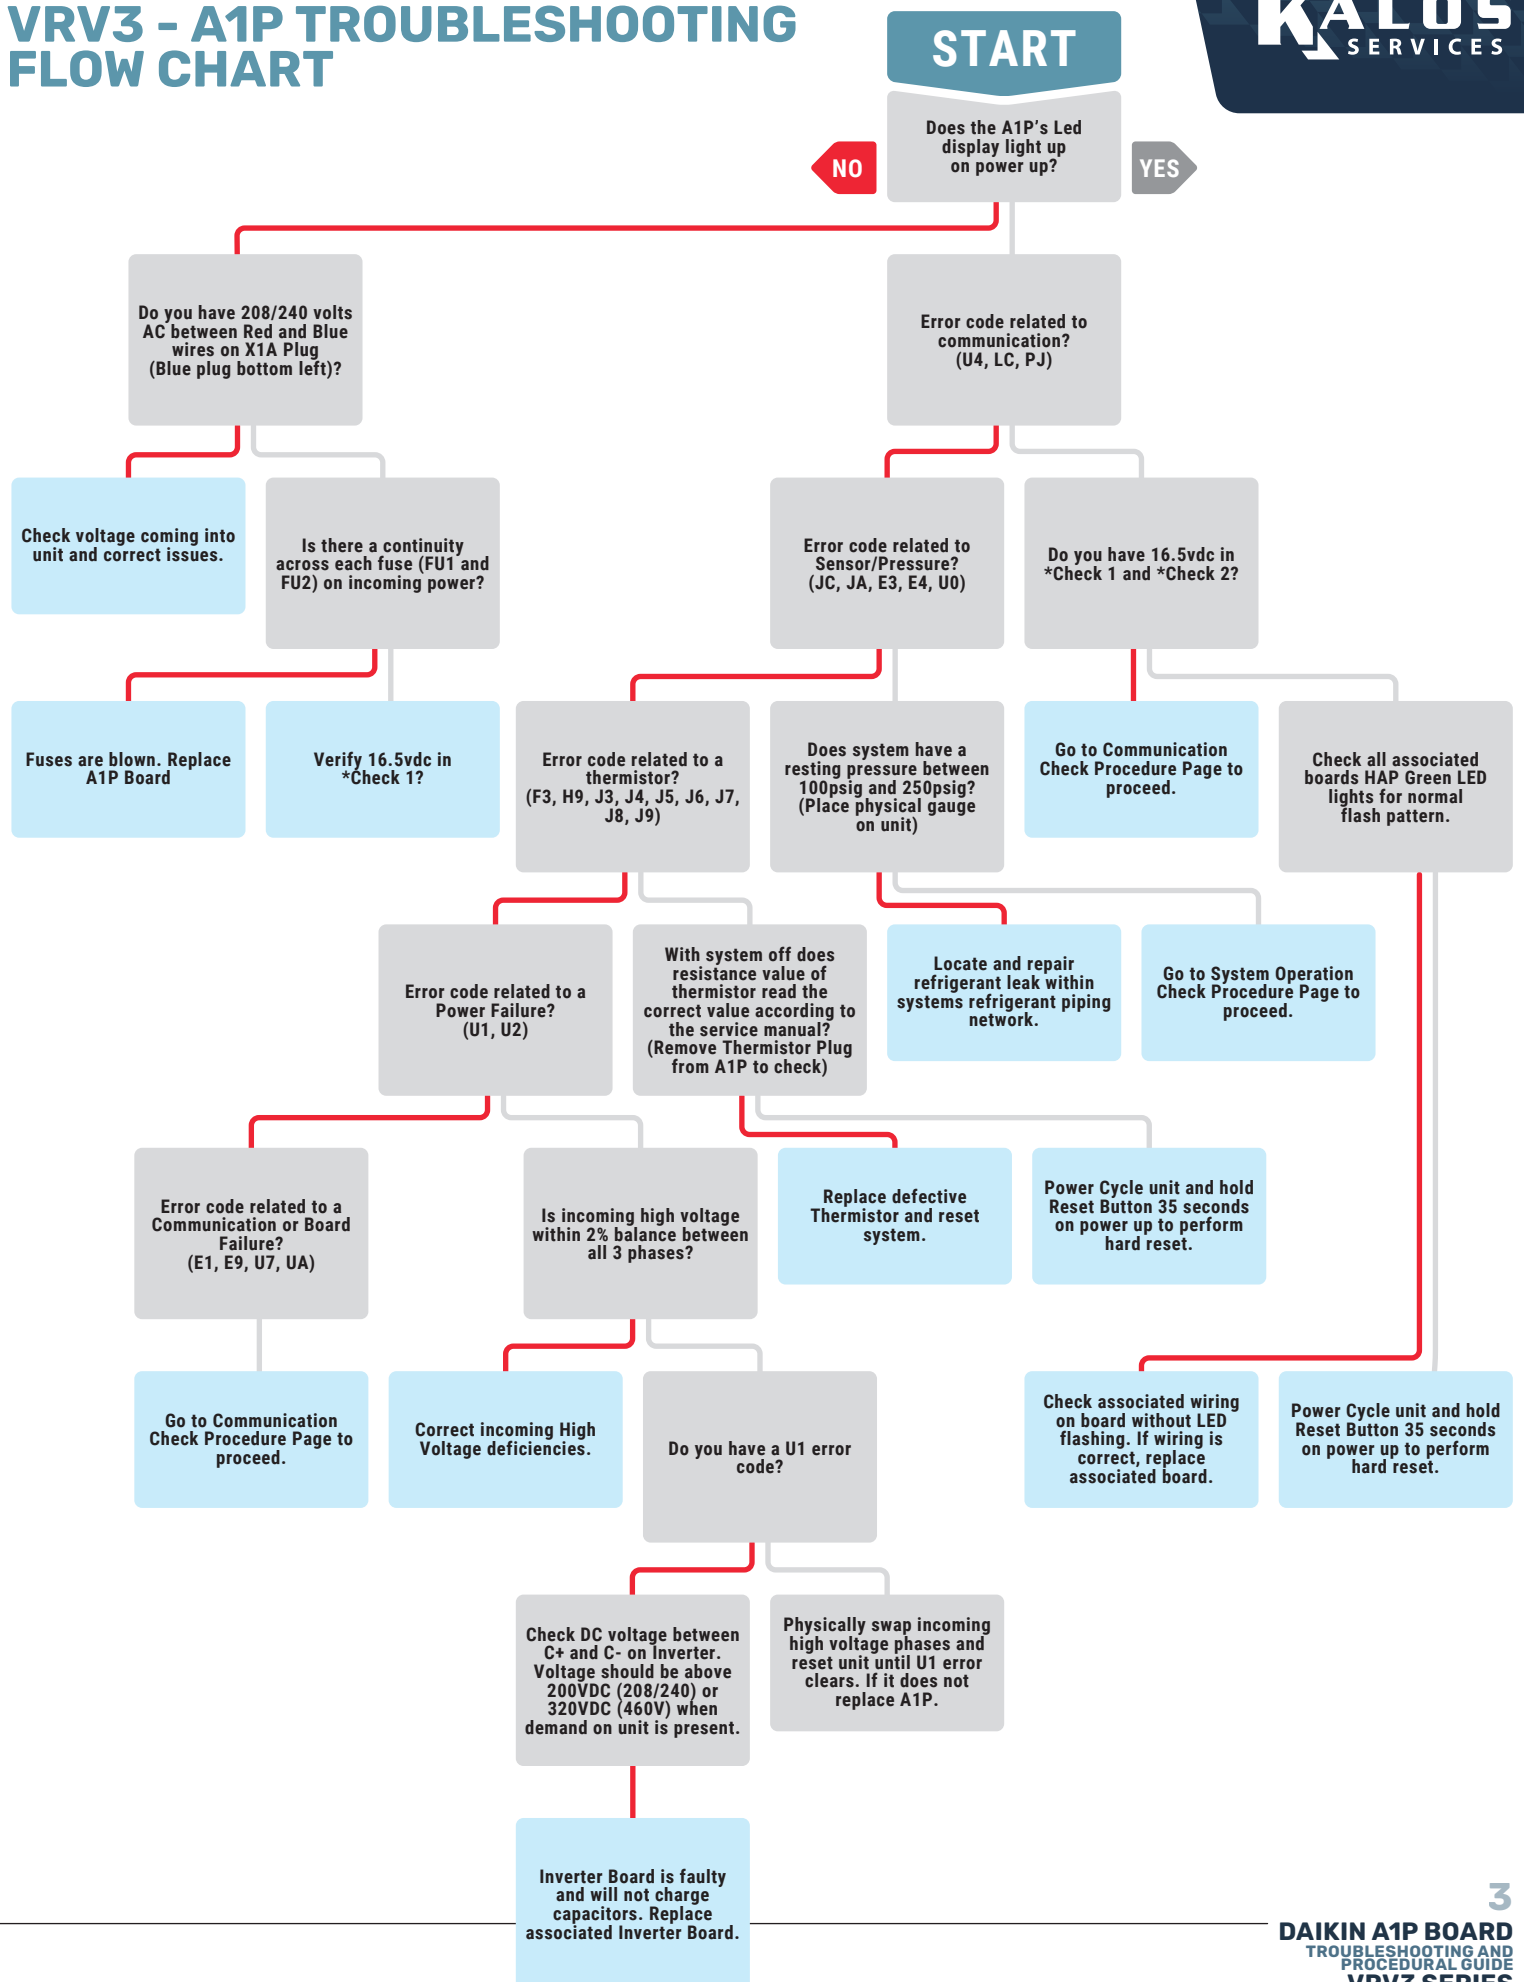 VRV3 - A1P TROUBLESHOOTING
FLOW CHART
START
KALOS
SERVICES
Does the A1P's Led
display light up
on power up?
NO
YES
Do you have 208/240 volts
AC between Red and Blue
wires on X1A Plug
(Blue plug bottom left)?
Error code related to
communication?
(U4, LC, PJ)
Check voltage coming into
unit and correct issues.
Is there a continuity
across each fuse (FU1 and
FU2) on incoming power?
Error code related to
Sensor/Pressure?
(JC, JA, E3, E4, U0)
Do you have 16.5vdc in
*Check 1 and *Check 2?
Fuses are blown. Replace
A1P Board
Verify 16.5vdc in
*Check 1?
Error code related to a
thermistor?
(F3, H9, J3, J4, J5, J6, J7,
J8, J9)
Does system have a
resting pressure between
100psig and 250psig?
(Place physical gauge
on unit)
Go to Communication
Check Procedure Page to
proceed.
Check all associated
boards HAP Green LED
lights for normal
flash pattern.
Error code related to a
Power Failure?
(U1, U2)
With system off does
resistance value of
thermistor read the
correct value according to
the service manual?
(Remove Thermistor Plug
from A1P to check)
Locate and repair
refrigerant leak within
systems refrigerant piping
network.
Go to System Operation
Check Procedure Page to
proceed.
Error code related to a
Communication or Board
Failure?
(E1, E9, U7, UA)
Is incoming high voltage
within 2% balance between
all 3 phases?
Replace defective
Thermistor and reset
system.
Power Cycle unit and hold
Reset Button 35 seconds
on power up to perform
hard reset.
Go to Communication
Check Procedure Page to
proceed.
Correct incoming High
Voltage deficiencies.
Do you have a U1 error
code?
Check associated wiring
on board without LED
flashing. If wiring is
correct, replace
associated board.
Power Cycle unit and hold
Reset Button 35 seconds
on power up to perform
hard reset.
Check DC voltage between
C+ and C- on Inverter.
Voltage should be above
200VDC (208/240) or
320VDC (460V) when
demand on unit is present.
Physically swap incoming
high voltage phases and
reset unit until U1 error
clears. If it does not
replace A1P.
Inverter Board is faulty
and will not charge
capacitors. Replace
associated Inverter Board.
3
DAIKIN A1P BOARD
TROUBLESHOOTING AND
PROCEDURAL GUIDE
VRV3 SERIES